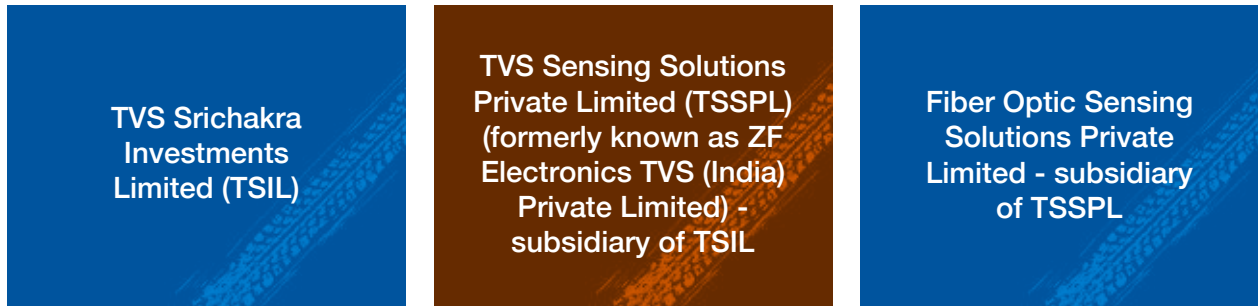 TVS Srichakra
Investments
Limited (TSIL)
TVS Sensing Solutions
Private Limited (TSSPL)
(formerly known as ZF
Electronics TVS (India)
Private Limited) -
subsidiary of TSIL
Fiber Optic Sensing
Solutions Private
Limited - subsidiary
of TSSPL